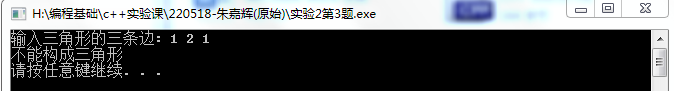 H:\编程基础\c++实验课\220518-朱嘉辉(原始)\实验2第3题.exe
输入三角形的三条边：1 2 1
不能构成三角形
请按任意键继续. . .